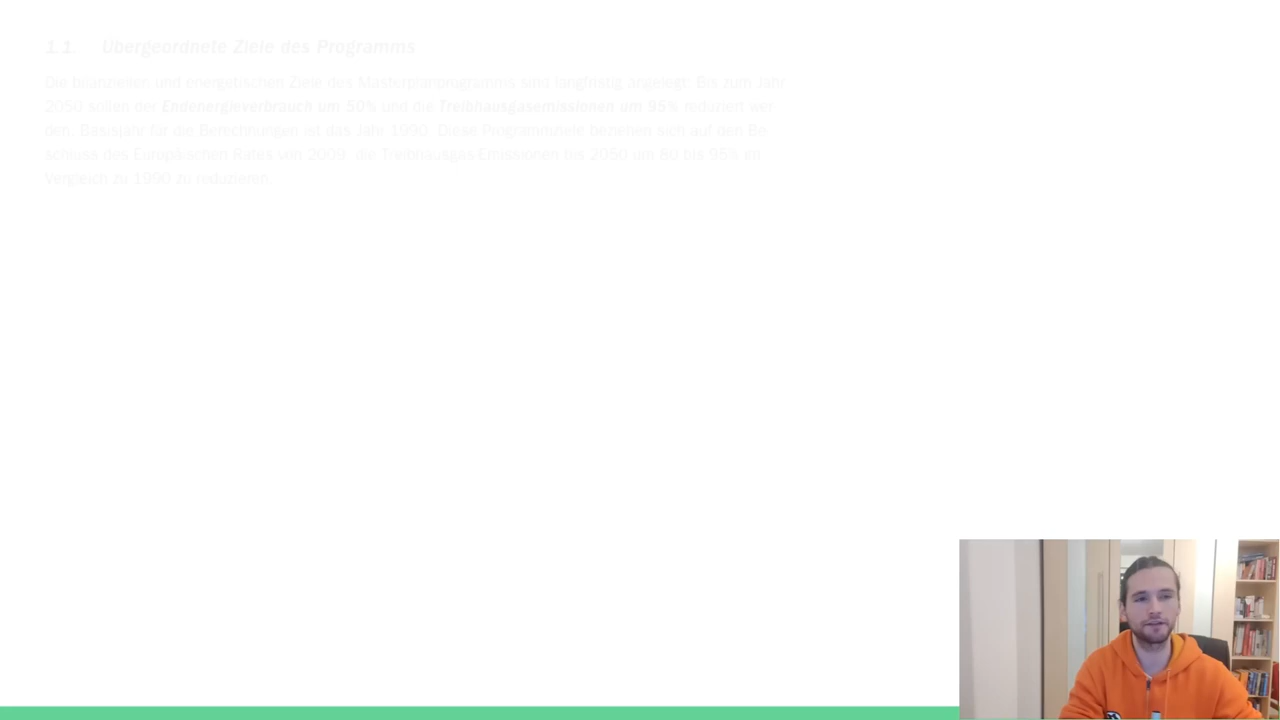 1.1. Übergeordnete Ziele des Programms
Die bilanziellen und energetischen Ziele des Masterplanprogramms sind langfristig angelegt: Bis zum Jahr
2050 sollen der Endenergieverbrauch um 50% und die Treibhausgasemissionen um 95% reduziert wer
den. Basisjahr für die Berechnungen ist das Jahr 1990. Diese Programmziele beziehen sich auf den Be
schluss des Europäischen Rates von 2009, die Treibhausgas Emissionen bis 2050 um 80 bis 95% im
Vergleich zu 1990 zu reduzieren.